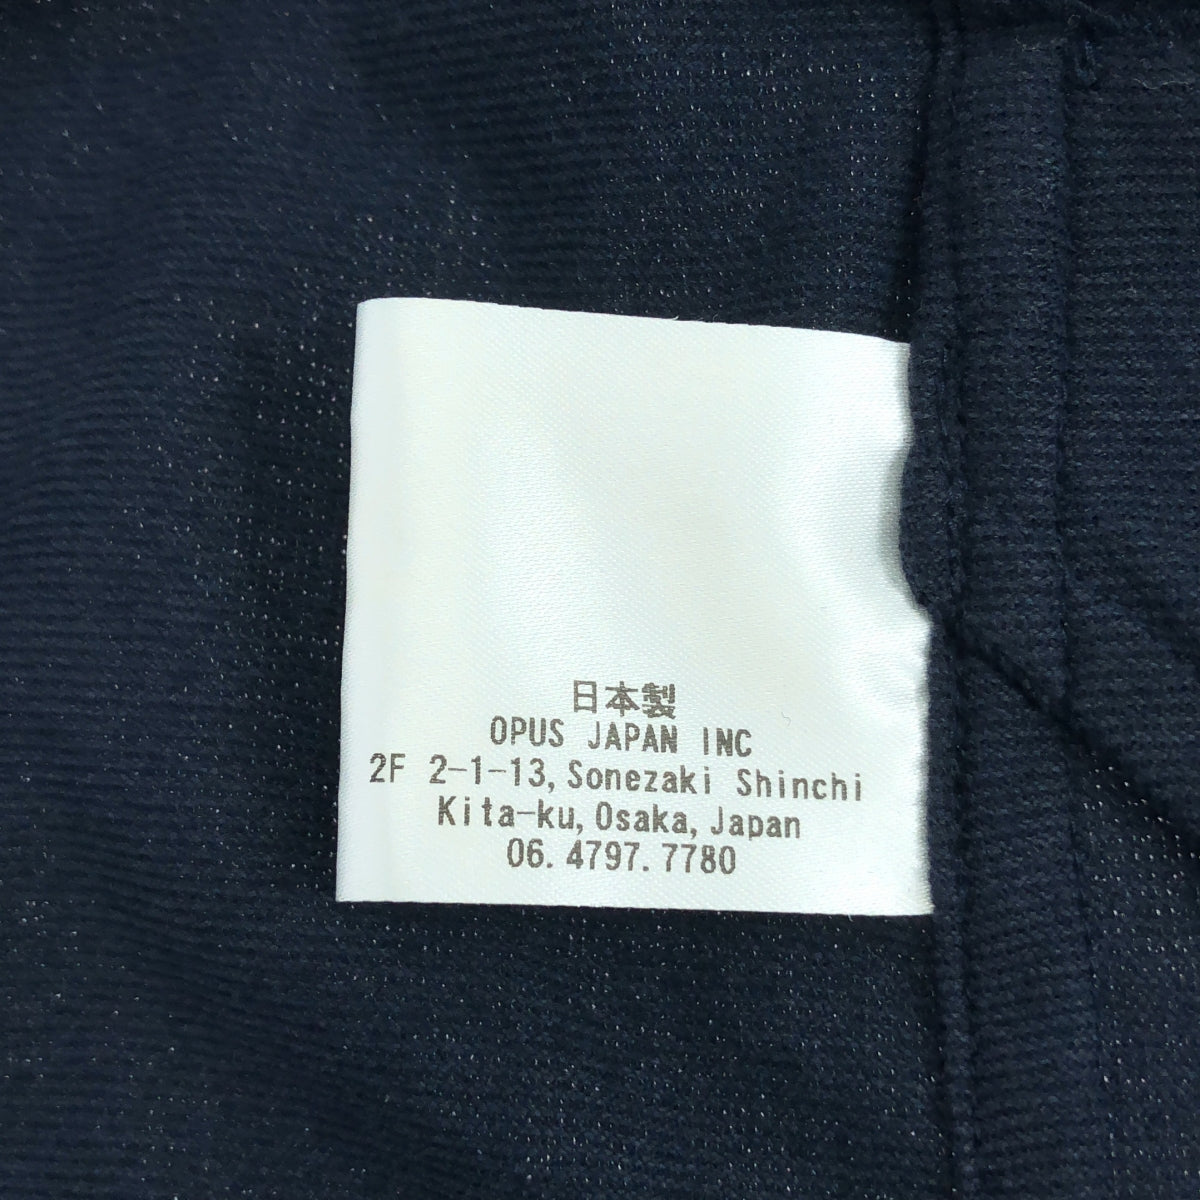 日本製
OPUS JAPAN INC
2F 2-1-13, Sonezaki Shinchi
Kita-ku, Osaka, Japan
06. 4797. 7780